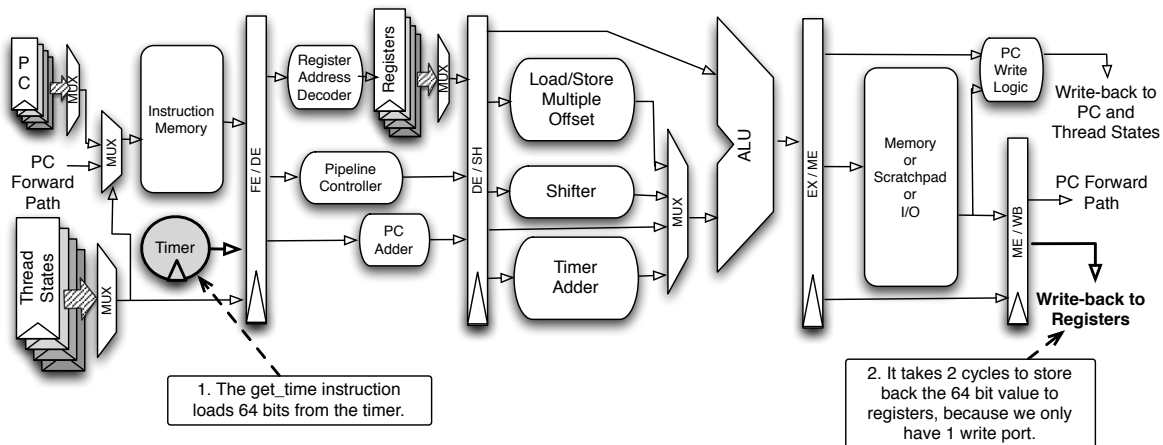 PC
MUX
PC
Forward
Path
MUX
Thread
States
MUX
Instruction
Memory
Timer
FE / DE
Register
Address
Decoder
Registers
MUX
Pipeline
Controller
PC
Adder
DE / SH
Load/Store
Multiple
Offset
Shifter
Timer
Adder
MUX
ALU
EX / ME
Memory
or
Scratchpad
or
I/O
PC
Write
Logic
Write-back to
PC and
Thread States
ME / WB
PC Forward
Path
Write-back to
Registers
1. The get_time instruction
loads 64 bits from the timer.
2. It takes 2 cycles to store
back the 64 bit value to
registers, because we only
have 1 write port.